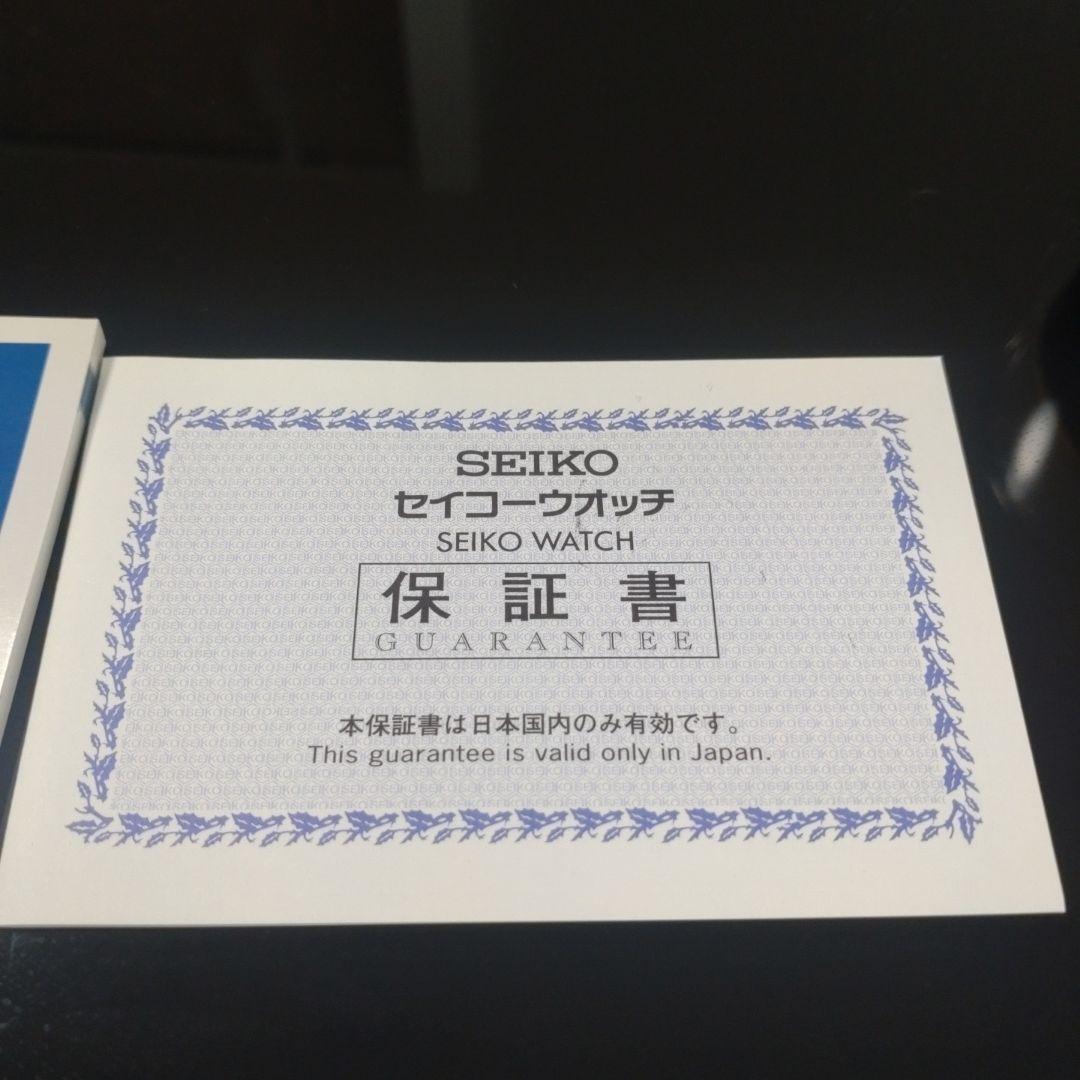 SEIKO
セイコーウオッチ
SEIKO WATCH
保証書
GUARANTEE
本保証書は日本国内のみ有効です。
This guarantee is valid only in Japan.